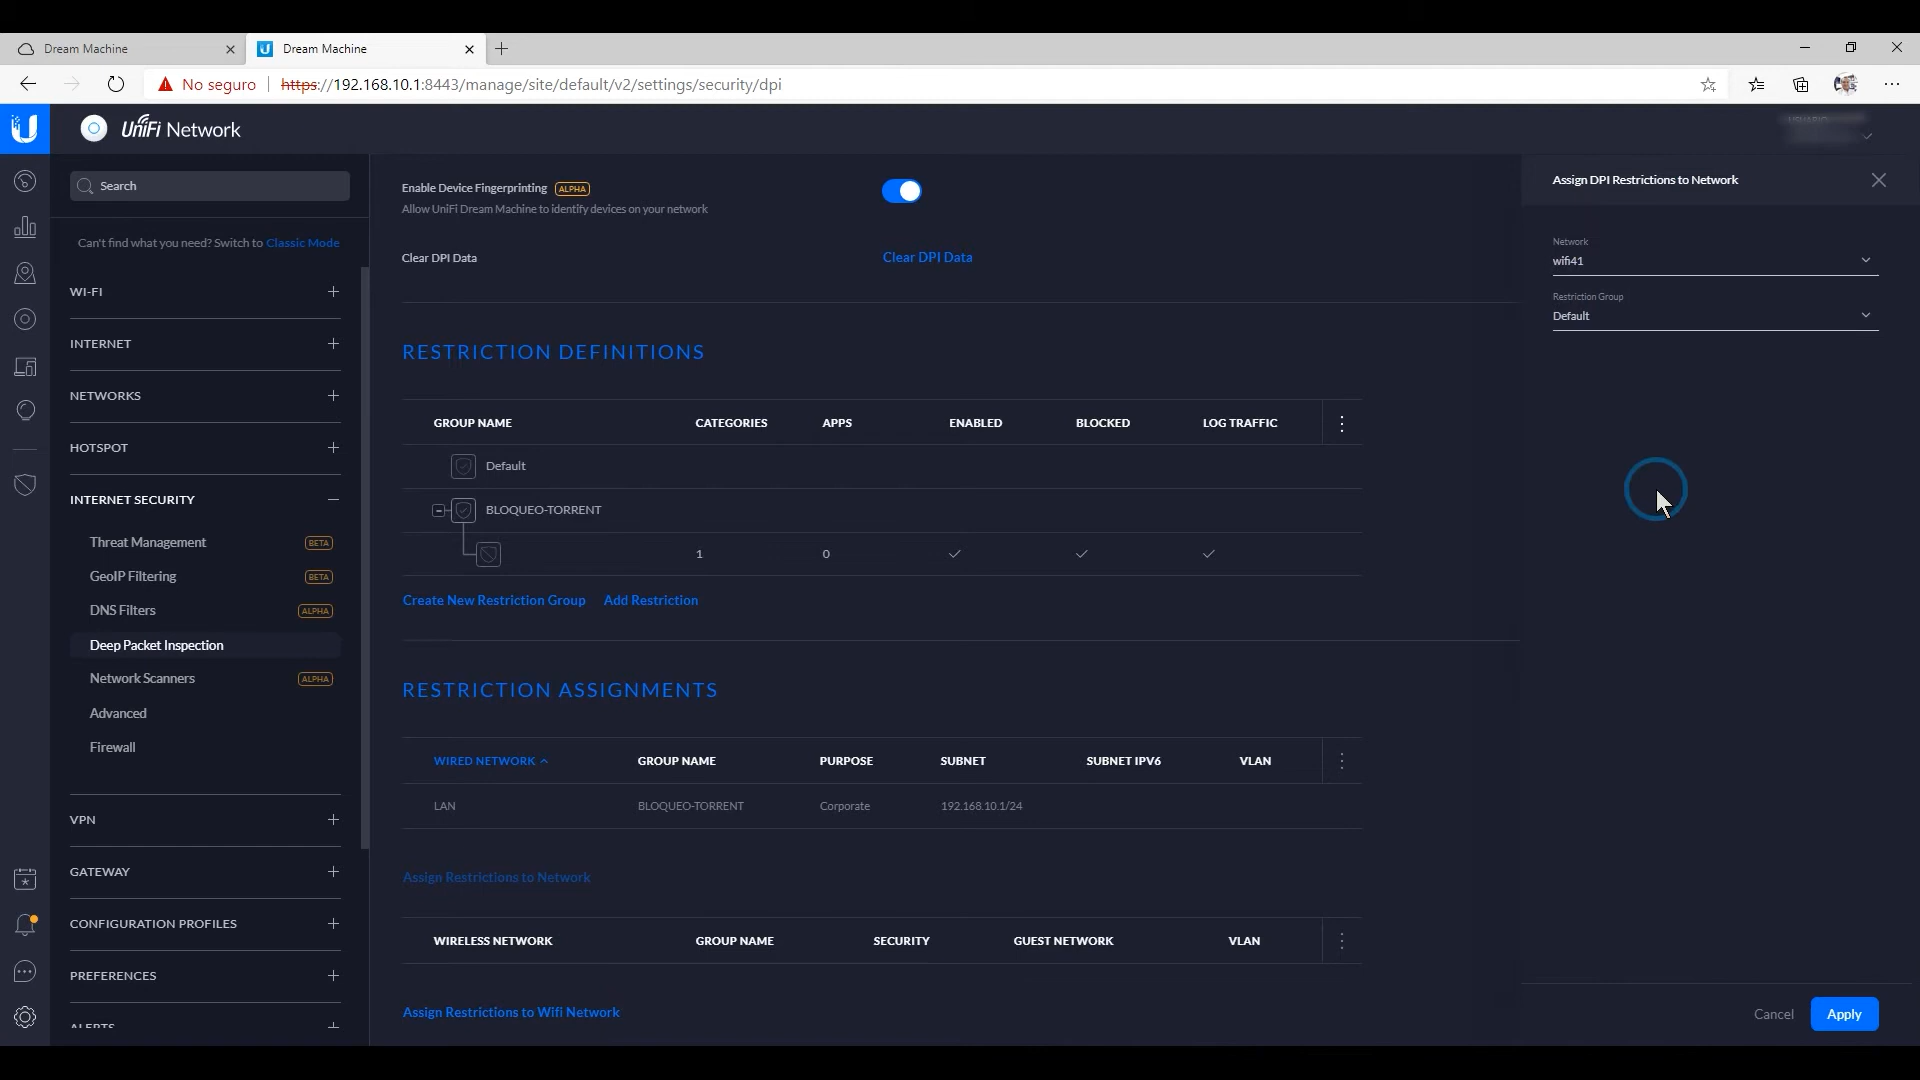 Dream Machine
Dream Machine
No seguro
https://192.168.10.1:8443/manage/site/default/v2/settings/security/dpi
UniFi Network
Search
Can't find what you need? Switch to Classic Mode
WI-FI
INTERNET
NETWORKS
HOTSPOT
INTERNET SECURITY
Threat Management BETA
GeoIP Filtering BETA
DNS Filters ALPHA
Deep Packet Inspection
Network Scanners ALPHA
Advanced
Firewall
VPN
GATEWAY
CONFIGURATION PROFILES
PREFERENCES
ALERTS
Enable Device Fingerprinting ALPHA
Allow UniFi Dream Machine to identify devices on your network
Clear DPI Data Clear DPI Data
RESTRICTION DEFINITIONS
GROUP NAME CATEGORIES APPS ENABLED BLOCKED LOG TRAFFIC
Default
BLOQUEO-TORRENT
1 0
Create New Restriction Group Add Restriction
RESTRICTION ASSIGNMENTS
WIRED NETWORK GROUP NAME PURPOSE SUBNET SUBNET IPV6 VLAN
LAN BLOQUEO-TORRENT Corporate 192.168.10.1/24
Assign Restrictions to Network
WIRELESS NETWORK GROUP NAME SECURITY GUEST NETWORK VLAN
Assign Restrictions to Wifi Network
Assign DPI Restrictions to Network
Network
wifi41
Restriction Group
Default
Cancel Apply